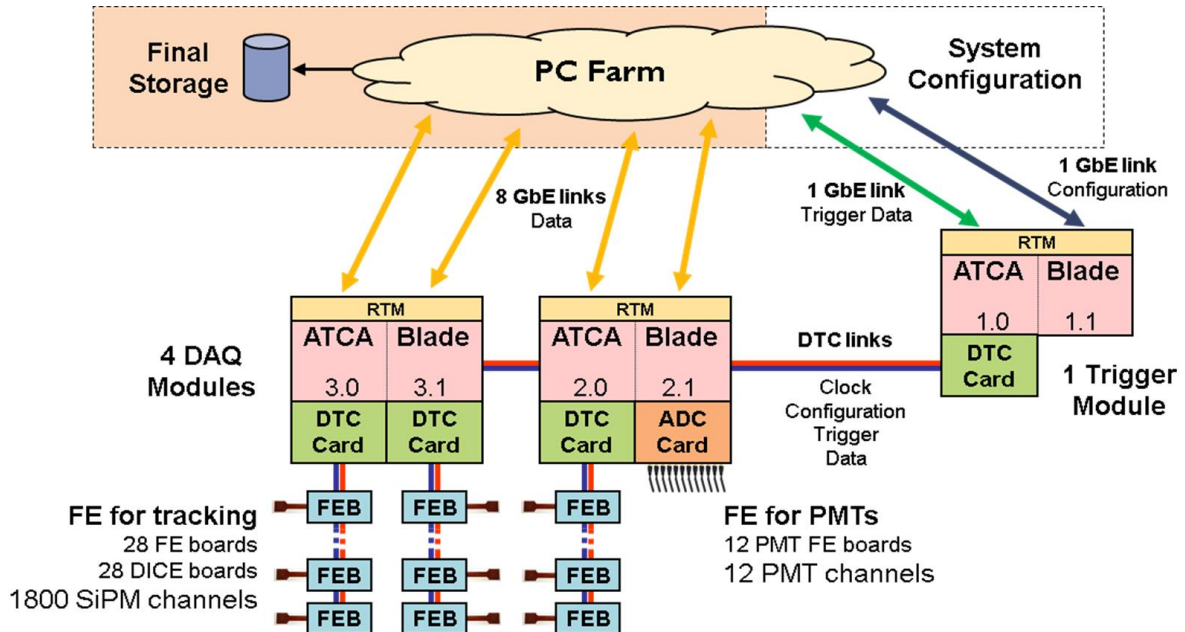 Final
Storage
PC Farm
System
Configuration
8 GbE links
Data
1 GbE link
Trigger Data
1 GbE link
Configuration
RTM
ATCA Blade
1.0 1.1
DTC
Card
1 Trigger
Module
4 DAQ
Modules
RTM
ATCA Blade
3.0 3.1
DTC DTC
Card Card
RTM
ATCA Blade
2.0 2.1
DTC ADC
Card Card
DTC links
Clock
Configuration
Trigger
Data
FE for tracking
28 FE boards
28 DICE boards
1800 SiPM channels
FEB FEB FEB
FEB FEB FEB
FEB FEB FEB
FE for PMTs
12 PMT FE boards
12 PMT channels